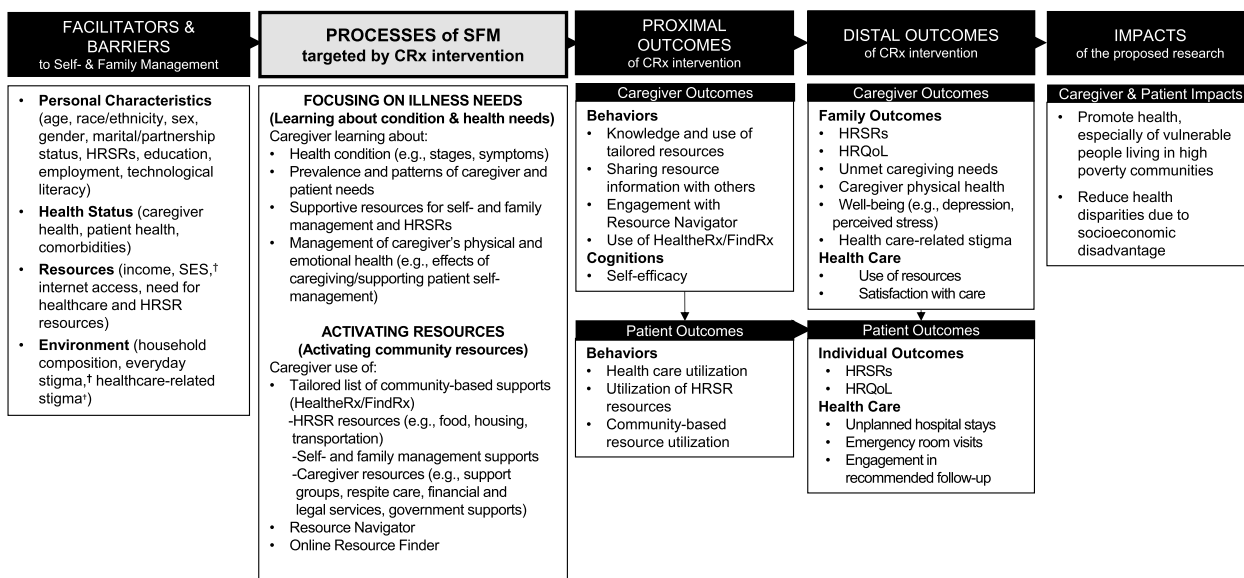 FACILITATORS &
BARRIERS
to Self- & Family Management
• Personal Characteristics
(age, race/ethnicity, sex,
gender, marital/partnership
status, HRSRs, education,
employment, technological
literacy)
• Health Status (caregiver
health, patient health,
comorbidities)
• Resources (income, SES,†
internet access, need for
healthcare and HRSR
resources)
• Environment (household
composition, everyday
stigma,† healthcare-related
stigma†)
PROCESSES of SFM
targeted by CRx intervention
FOCUSING ON ILLNESS NEEDS
(Learning about condition & health needs)
Caregiver learning about:
• Health condition (e.g., stages, symptoms)
• Prevalence and patterns of caregiver and
patient needs
• Supportive resources for self- and family
management and HRSRs
• Management of caregiver's physical and
emotional health (e.g., effects of
caregiving/supporting patient self-
management)
ACTIVATING RESOURCES
(Activating community resources)
Caregiver use of:
• Tailored list of community-based supports
(HealtheRx/FindRx)
-HRSR resources (e.g., food, housing,
transportation)
-Self- and family management supports
-Caregiver resources (e.g., support
groups, respite care, financial and
legal services, government supports)
• Resource Navigator
• Online Resource Finder
PROXIMAL
OUTCOMES
of CRx intervention
Caregiver Outcomes
Behaviors
• Knowledge and use of
tailored resources
• Sharing resource
information with others
• Engagement with
Resource Navigator
• Use of HealtheRx/FindRx
Cognitions
• Self-efficacy
Patient Outcomes
Behaviors
• Health care utilization
• Utilization of HRSR
resources
• Community-based
resource utilization
DISTAL OUTCOMES
of CRx intervention
Caregiver Outcomes
Family Outcomes
• HRSRs
• HRQoL
• Unmet caregiving needs
• Caregiver physical health
• Well-being (e.g., depression,
perceived stress)
• Health care-related stigma
Health Care
• Use of resources
• Satisfaction with care
Patient Outcomes
Individual Outcomes
• HRSRs
• HRQoL
Health Care
• Unplanned hospital stays
• Emergency room visits
• Engagement in
recommended follow-up
IMPACTS
of the proposed research
Caregiver & Patient Impacts
• Promote health,
especially of vulnerable
people living in high
poverty communities
• Reduce health
disparities due to
socioeconomic
disadvantage